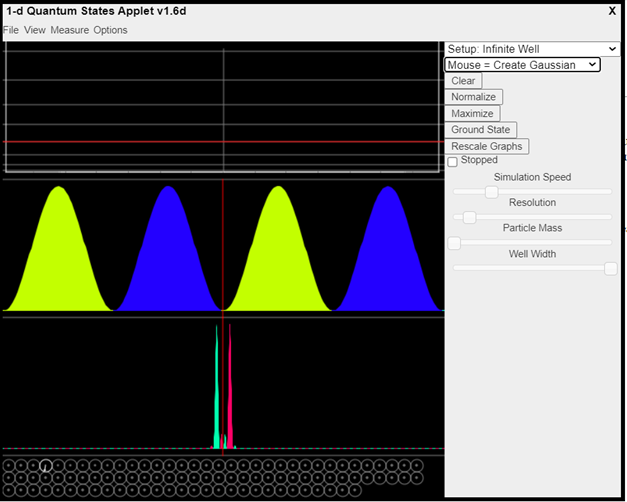 1-d Quantum States Applet v1.6d X
File View Measure Options
Setup: Infinite Well
Mouse = Create Gaussian
Clear
Normalize
Maximize
Ground State
Rescale Graphs
Stopped
Simulation Speed
Resolution
Particle Mass
Well Width